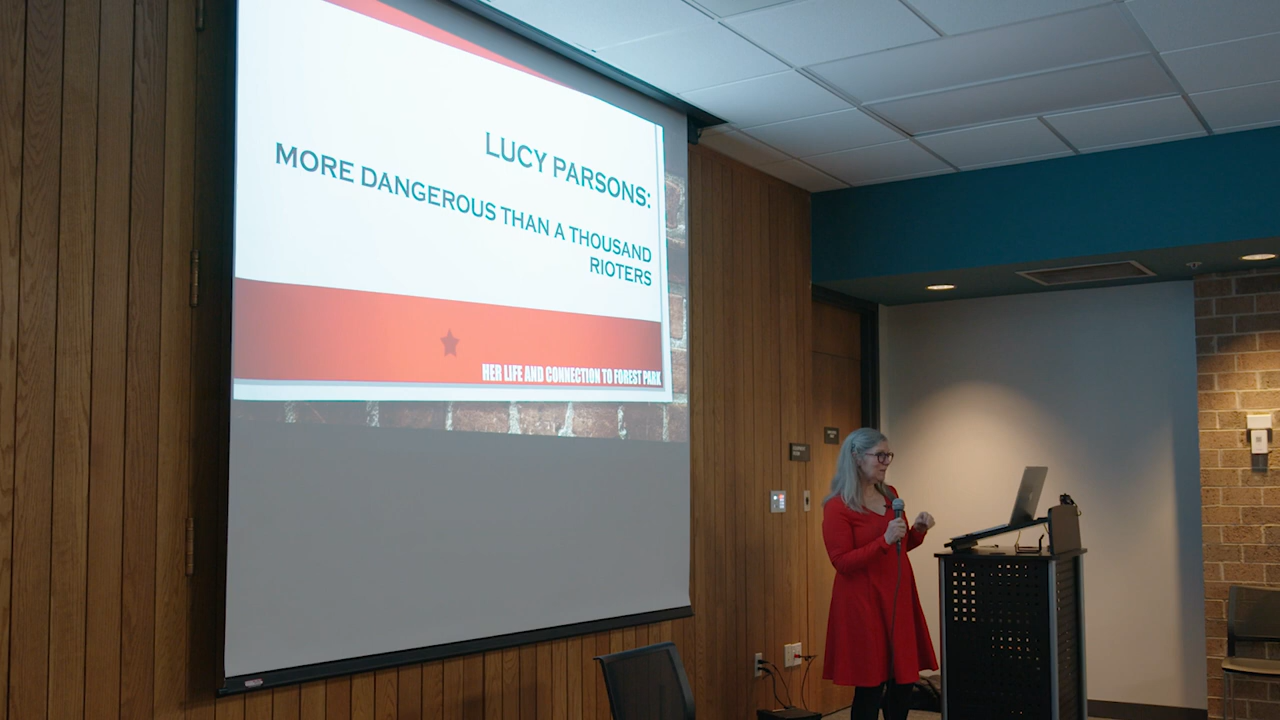 LUCY PARSONS:
MORE DANGEROUS THAN A THOUSAND
RIOTERS
HER LIFE AND CONNECTION TO FOREST PARK